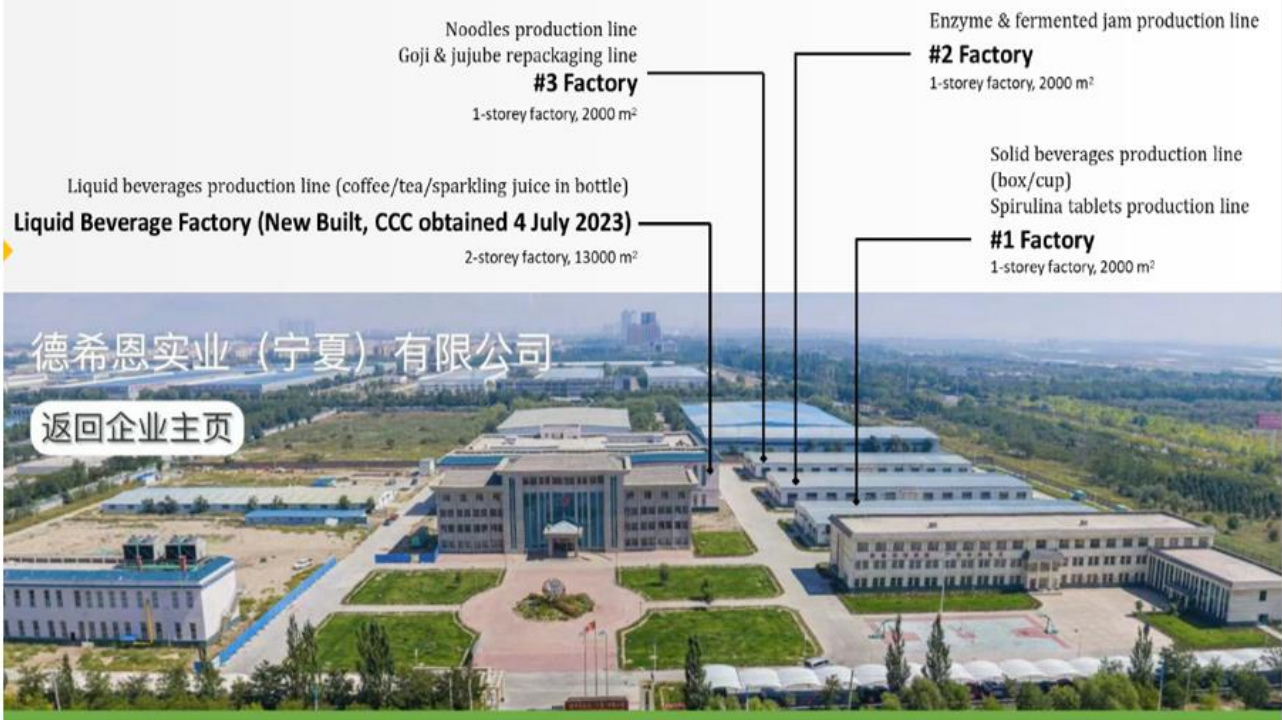 Noodles production line
Goji & jujube repackaging line
#3 Factory
1-storey factory, 2000 m²
Enzyme & fermented jam production line
#2 Factory
1-storey factory, 2000 m²
Liquid beverages production line (coffee/tea/sparkling juice in bottle)
Liquid Beverage Factory (New Built, CCC obtained 4 July 2023)
2-storey factory, 13000 m²
Solid beverages production line
(box/cup)
Spirulina tablets production line
#1 Factory
1-storey factory, 2000 m²
德希恩实业（宁夏）有限公司
返回企业主页